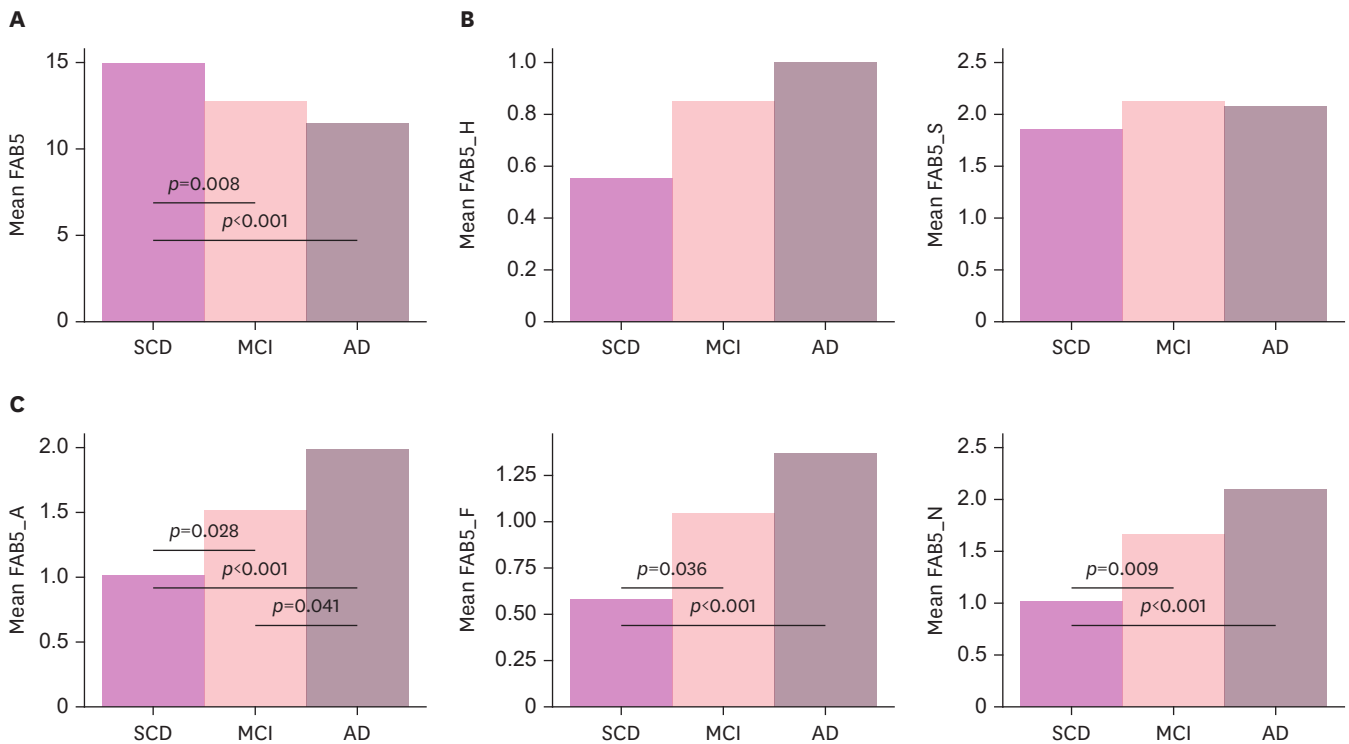 A
Mean FAB5
15
10
5
0
p=0.008
p<0.001
SCD MCI AD
B
Mean FAB5_H
1.0
0.8
0.6
0.4
0.2
0
SCD MCI AD
Mean FAB5_S
2.5
2.0
1.5
1.0
0.5
0
SCD MCI AD
C
Mean FAB5_A
2.0
1.5
1.0
0.5
0
p=0.028
p<0.001
p=0.041
SCD MCI AD
Mean FAB5_F
1.25
1.00
0.75
0.50
0.25
0
p=0.036
p<0.001
SCD MCI AD
Mean FAB5_N
2.5
2.0
1.5
1.0
0.5
0
p=0.009
p<0.001
SCD MCI AD